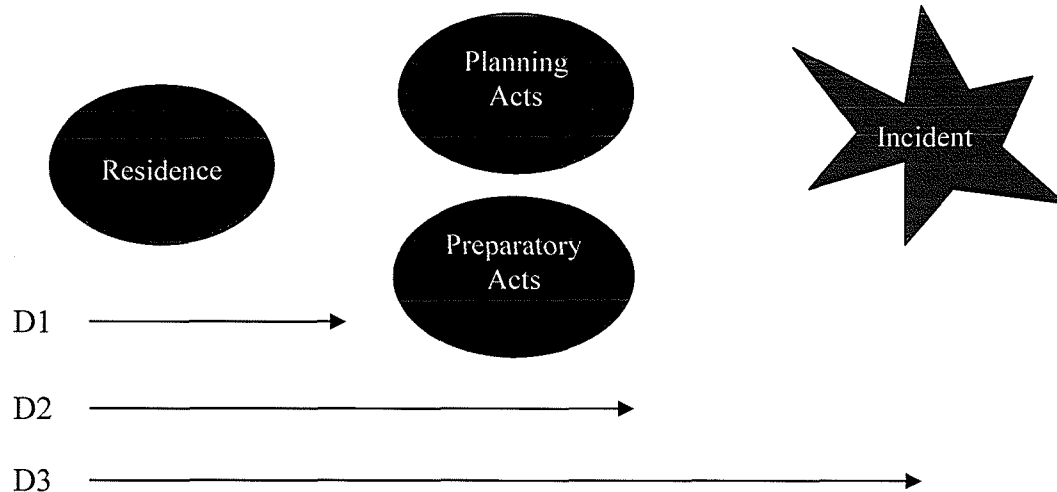 Planning
Acts
Residence
Incident
Preparatory
Acts
D1
D2
D3